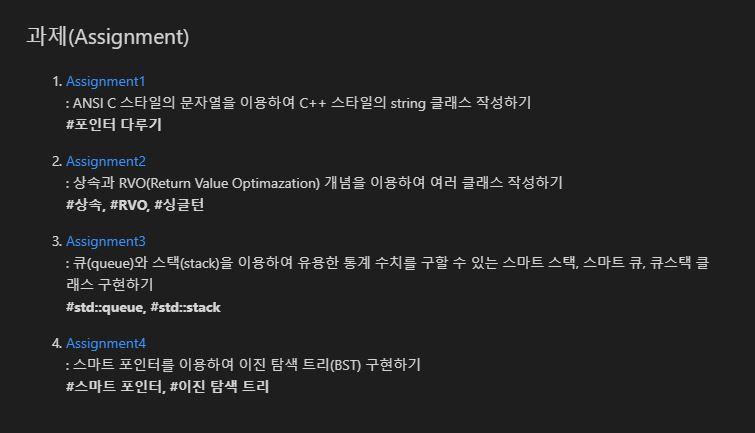 과제(Assignment)
1. Assignment1
: ANSI C 스타일의 문자열을 이용하여 C++ 스타일의 string 클래스 작성하기
#포인터 다루기
2. Assignment2
: 상속과 RVO(Return Value Optimazation) 개념을 이용하여 여러 클래스 작성하기
#상속, #RVO, #싱글턴
3. Assignment3
: 큐(queue)와 스택(stack)을 이용하여 유용한 통계 수치를 구할 수 있는 스마트 스택, 스마트 큐, 큐스택 클
래스 구현하기
#std::queue, #std::stack
4. Assignment4
: 스마트 포인터를 이용하여 이진 탐색 트리(BST) 구현하기
#스마트 포인터, #이진 탐색 트리